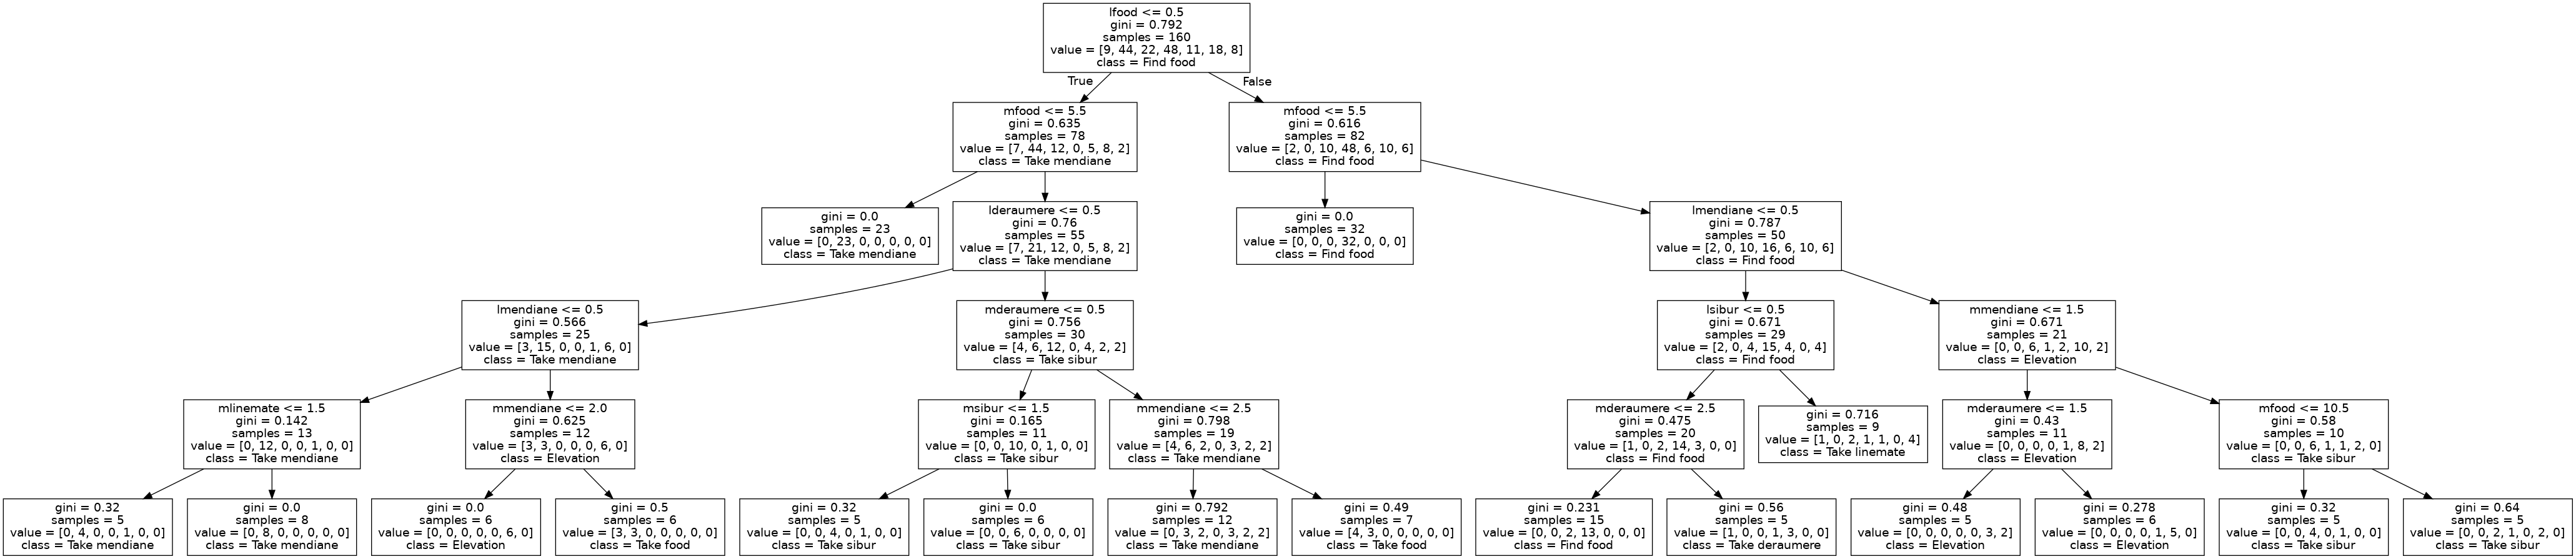 lfood <= 0.5
gini = 0.792
samples = 160
value = [9, 44, 22, 48, 11, 18, 8]
class = Find food
True
False
mfood <= 5.5
gini = 0.635
samples = 78
value = [7, 44, 12, 0, 5, 8, 2]
class = Take mendiane
mfood <= 5.5
gini = 0.616
samples = 82
value = [2, 0, 10, 48, 6, 10, 6]
class = Find food
gini = 0.0
samples = 23
value = [0, 23, 0, 0, 0, 0, 0]
class = Take mendiane
lderaumere <= 0.5
gini = 0.76
samples = 55
value = [7, 21, 12, 0, 5, 8, 2]
class = Take mendiane
gini = 0.0
samples = 32
value = [0, 0, 0, 32, 0, 0, 0]
class = Find food
lmendiane <= 0.5
gini = 0.787
samples = 50
value = [2, 0, 10, 16, 6, 10, 6]
class = Find food
lmendiane <= 0.5
gini = 0.566
samples = 25
value = [3, 15, 0, 0, 1, 6, 0]
class = Take mendiane
mderaumere <= 0.5
gini = 0.756
samples = 30
value = [4, 6, 12, 0, 4, 2, 2]
class = Take sibur
lsibur <= 0.5
gini = 0.671
samples = 29
value = [2, 0, 4, 15, 4, 0, 4]
class = Find food
mmendiane <= 1.5
gini = 0.671
samples = 21
value = [0, 0, 6, 1, 2, 10, 2]
class = Elevation
mlinemate <= 1.5
gini = 0.142
samples = 13
value = [0, 12, 0, 0, 1, 0, 0]
class = Take mendiane
mmendiane <= 2.0
gini = 0.625
samples = 12
value = [3, 3, 0, 0, 0, 6, 0]
class = Elevation
msibur <= 1.5
gini = 0.165
samples = 11
value = [0, 0, 10, 0, 1, 0, 0]
class = Take sibur
mmendiane <= 2.5
gini = 0.798
samples = 19
value = [4, 6, 2, 0, 3, 2, 2]
class = Take mendiane
mderaumere <= 2.5
gini = 0.475
samples = 20
value = [1, 0, 2, 14, 3, 0, 0]
class = Find food
gini = 0.716
samples = 9
value = [1, 0, 2, 1, 1, 0, 4]
class = Take linemate
mderaumere <= 1.5
gini = 0.43
samples = 11
value = [0, 0, 0, 0, 1, 8, 2]
class = Elevation
mfood <= 10.5
gini = 0.58
samples = 10
value = [0, 0, 6, 1, 1, 2, 0]
class = Take sibur
gini = 0.32
samples = 5
value = [0, 4, 0, 0, 1, 0, 0]
class = Take mendiane
gini = 0.0
samples = 8
value = [0, 8, 0, 0, 0, 0, 0]
class = Take mendiane
gini = 0.0
samples = 6
value = [0, 0, 0, 0, 0, 6, 0]
class = Elevation
gini = 0.5
samples = 6
value = [3, 3, 0, 0, 0, 0, 0]
class = Take food
gini = 0.32
samples = 5
value = [0, 0, 4, 0, 1, 0, 0]
class = Take sibur
gini = 0.0
samples = 6
value = [0, 0, 6, 0, 0, 0, 0]
class = Take sibur
gini = 0.792
samples = 12
value = [0, 3, 2, 0, 3, 2, 2]
class = Take mendiane
gini = 0.49
samples = 7
value = [4, 3, 0, 0, 0, 0, 0]
class = Take food
gini = 0.231
samples = 15
value = [0, 0, 2, 13, 0, 0, 0]
class = Find food
gini = 0.56
samples = 5
value = [1, 0, 0, 1, 3, 0, 0]
class = Take deraumere
gini = 0.48
samples = 5
value = [0, 0, 0, 0, 0, 3, 2]
class = Elevation
gini = 0.278
samples = 6
value = [0, 0, 0, 0, 1, 5, 0]
class = Elevation
gini = 0.32
samples = 5
value = [0, 0, 4, 0, 1, 0, 0]
class = Take sibur
gini = 0.64
samples = 5
value = [0, 0, 2, 1, 0, 2, 0]
class = Take sibur